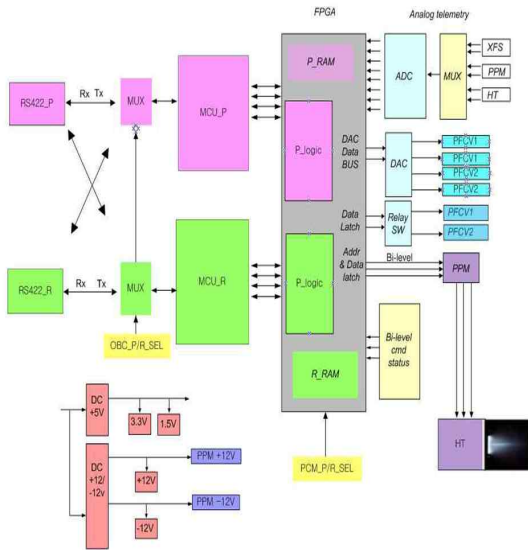 FPGA
Analog telemetry
RS422_P
Rx Tx
MUX
MCU_P
P_RAM
ADC
MUX
XFS
PPM
HT
P_logic
DAC
Data
BUS
DAC
PFCV1
PFCV1
PFCV2
PFCV2
Data
Latch
Relay
SW
PFCV1
PFCV2
RS422_R
Rx Tx
MUX
MCU_R
P_logic
Addr
& Data
latch
Bi-level
PPM
OBC_P/R_SEL
R_RAM
Bi-level
cmd
status
PCM_P/R_SEL
HT
DC
+5V
3.3V
1.5V
DC
+12/
-12v
PPM +12V
+12V
PPM -12V
-12V